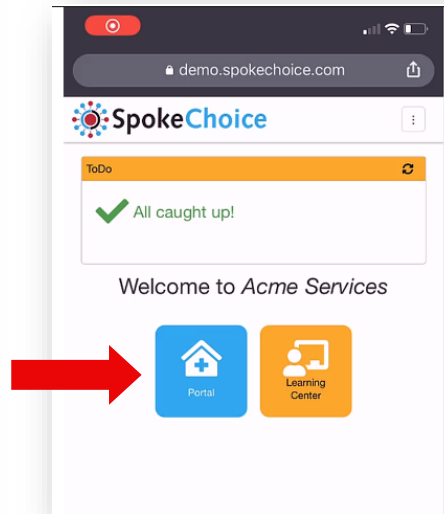 demo.spokechoice.com
SpokeChoice
ToDo
All caught up!
Welcome to Acme Services
Portal
Learning
Center